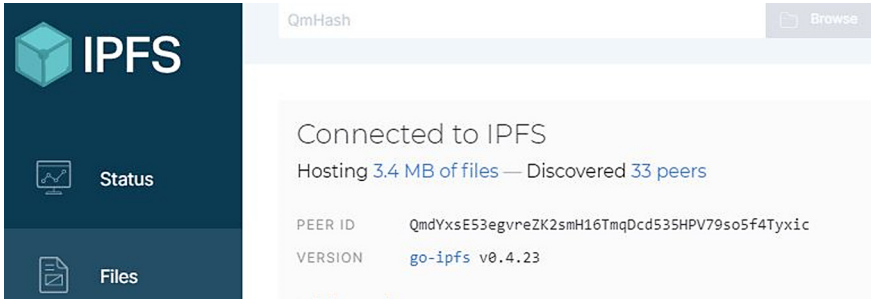 IPFS
Status
Files
QmHash
Browse
Connected to IPFS
Hosting 3.4 MB of files — Discovered 33 peers
PEER ID QmdYxsE53egvreZK2smH16TmqDcd535HPV79so5f4Tyxic
VERSION go-ipfs v0.4.23